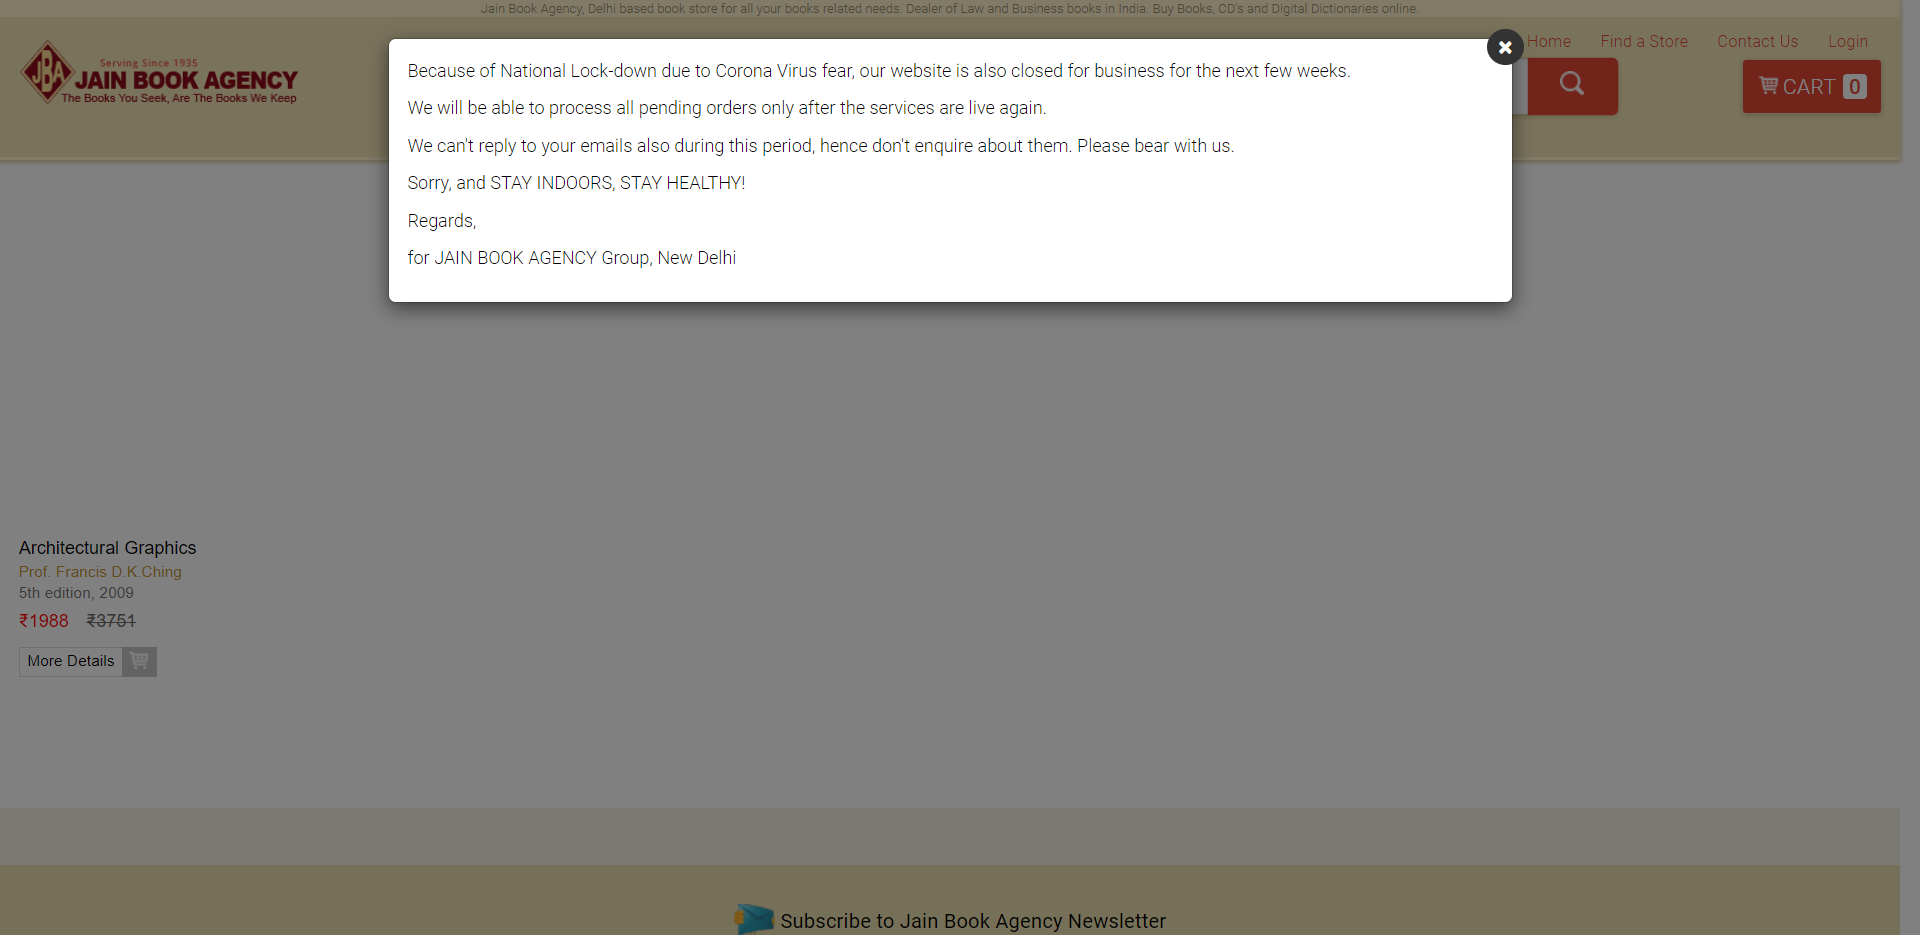 Jain Book Agency, Delhi based book store for all your books related needs. Dealer of Law and Business books in India. Buy Books, CD's and Digital Dictionaries online.
Home Find a Store Contact Us Login
JBA
Serving Since 1935
JAIN BOOK AGENCY
The Books You Seek, Are The Books We Keep
CART 0
Because of National Lock-down due to Corona Virus fear, our website is also closed for business for the next few weeks.
We will be able to process all pending orders only after the services are live again.
We can't reply to your emails also during this period, hence don't enquire about them. Please bear with us.
Sorry, and STAY INDOORS, STAY HEALTHY!
Regards,
for JAIN BOOK AGENCY Group, New Delhi
Architectural Graphics
Prof. Francis D.K.Ching
5th edition, 2009
₹1988 ₹3751
More Details
Subscribe to Jain Book Agency Newsletter